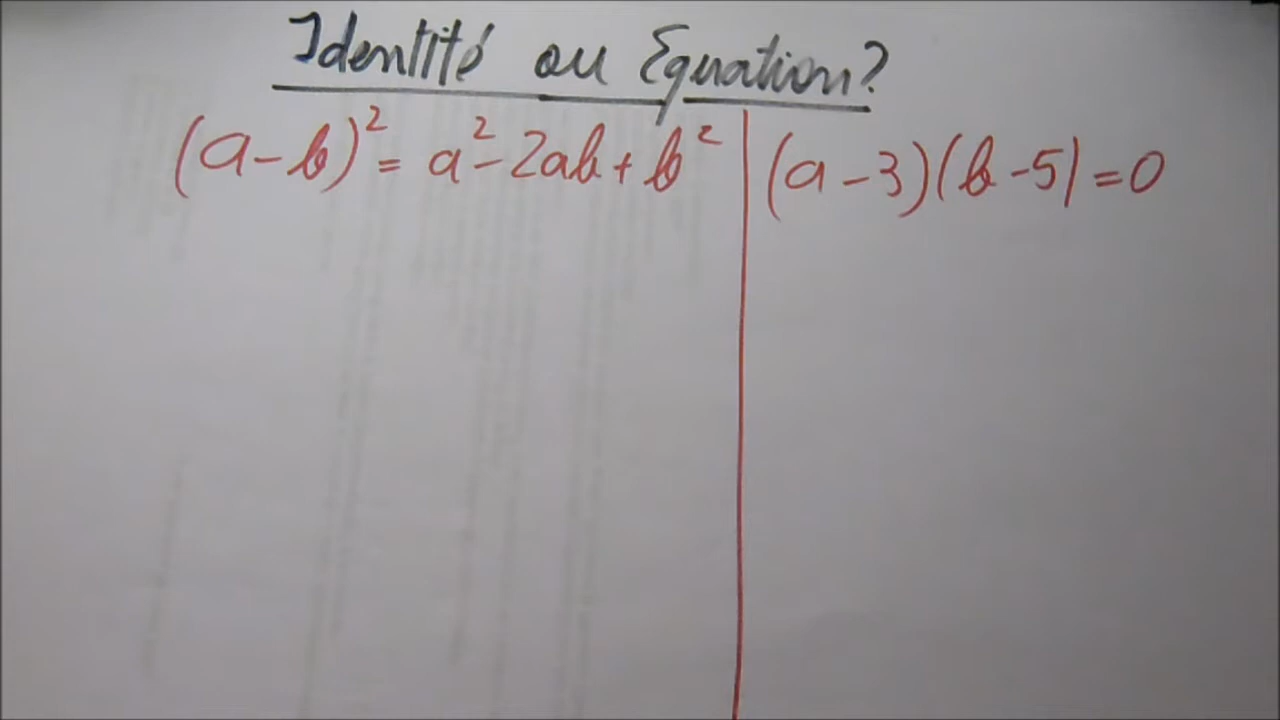 Identité ou Equation?
(a-b)² = a² - 2ab + b²
(a-3)(b-5)=0